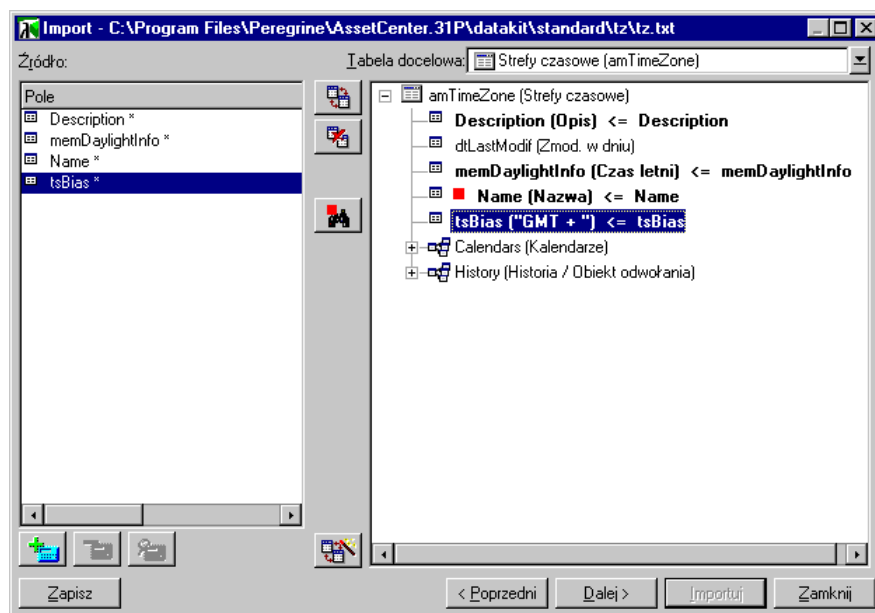 Import - C:\Program Files\Peregrine\AssetCenter.31P\datakit\standard\tz\tz.txt
Źródło:
Tabela docelowa: Strefy czasowe (amTimeZone)
Pole
Description *
memDaylightInfo *
Name *
tsBias *
amTimeZone (Strefy czasowe)
Description (Opis) <= Description
dtLastModif (Zmod. w dniu)
memDaylightInfo (Czas letni) <= memDaylightInfo
Name (Nazwa) <= Name
tsBias ("GMT + ") <= tsBias
Calendars (Kalendarze)
History (Historia / Obiekt odwołania)
Zapisz
< Poprzedni
Dalej >
Importuj
Zamknij